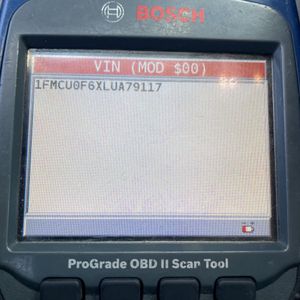 BOSCH
VIN (MOD $00)
1FMCU0F6XLUA79117
ProGrade OBD II Scan Tool